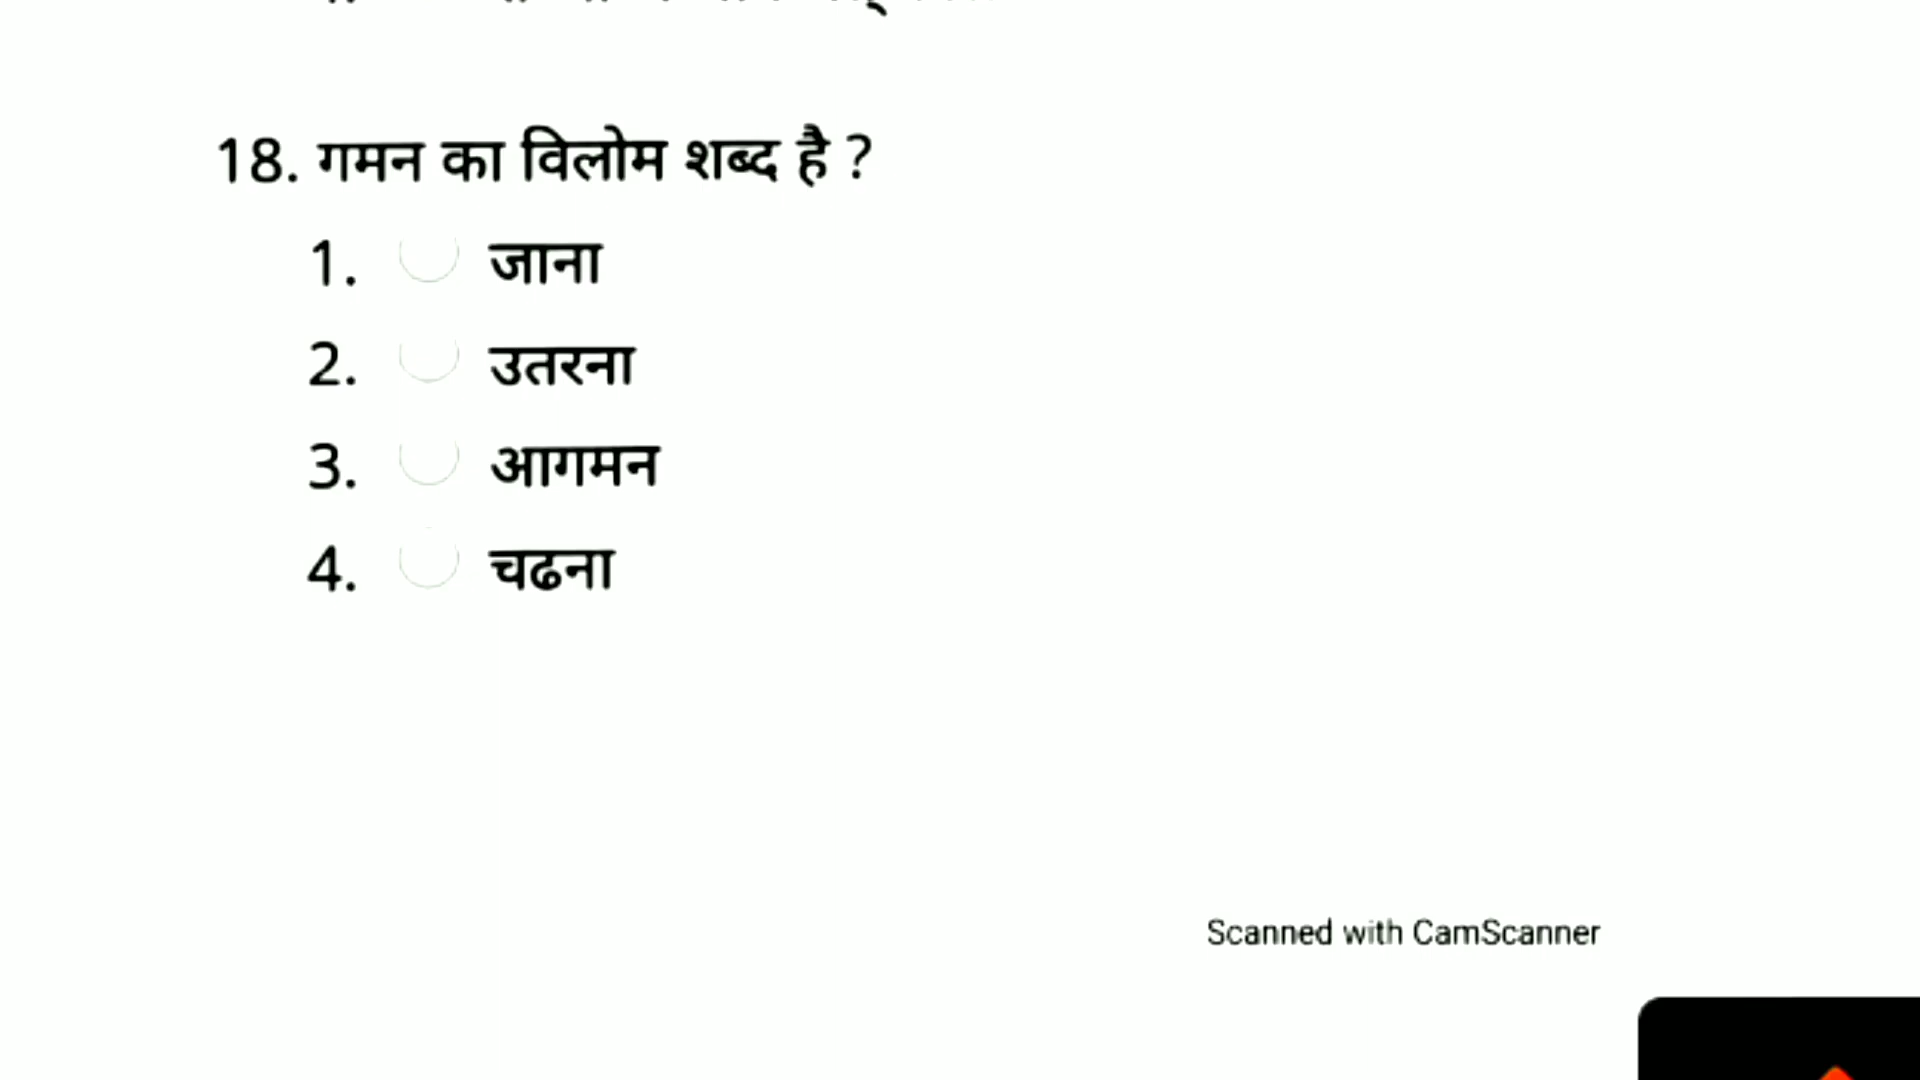 18. गमन का विलोम शब्द है ?
1. जाना
2. उतरना
3. आगमन
4. चढना
Scanned with CamScanner